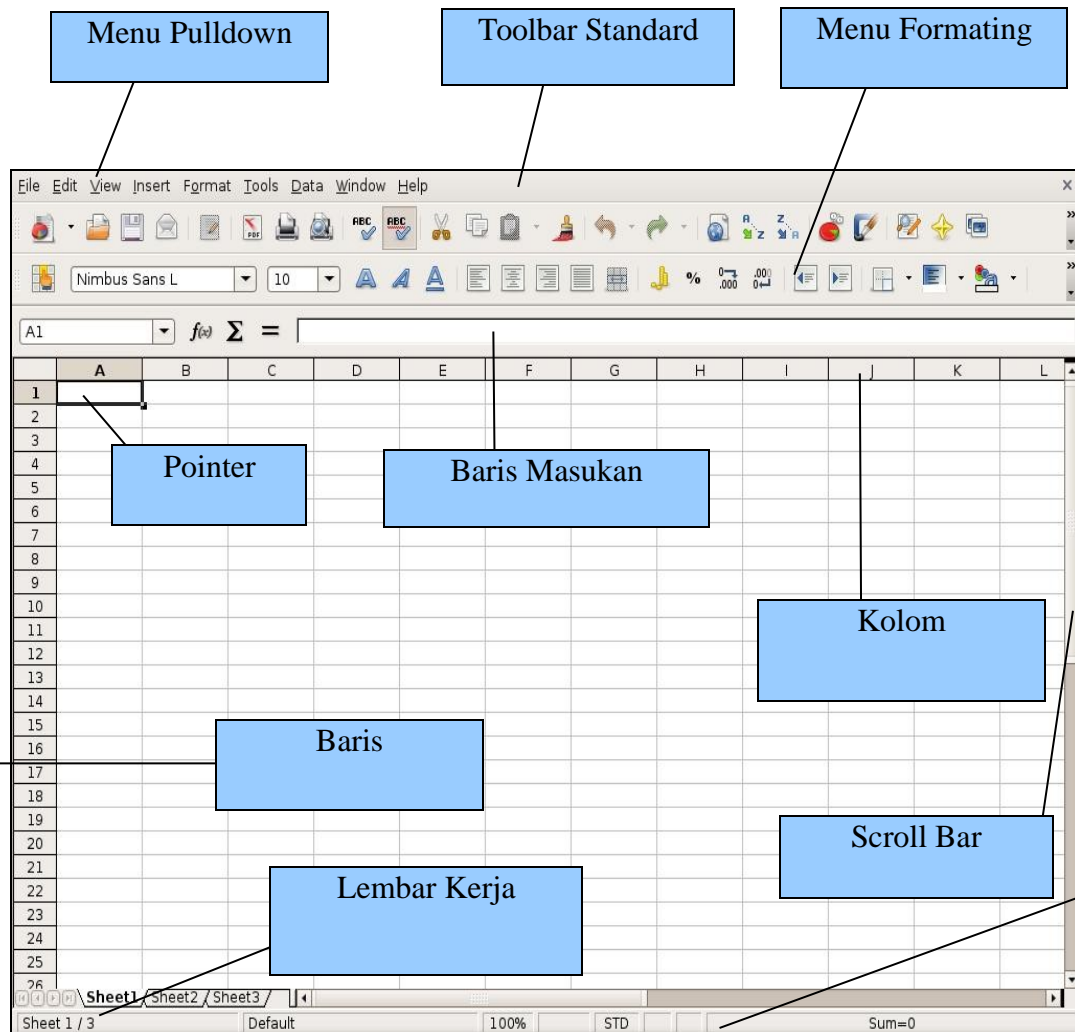 Menu Pulldown
Toolbar Standard
Menu Formating
File Edit View Insert Format Tools Data Window Help
ABC ABC
Nimbus Sans L 10
A1 f(x) Σ =
A B C D E F G H I J K L
1
2
3
4
Pointer
Baris Masukan
5
6
7
8
9
10
11
Kolom
12
13
14
15
16
Baris
17
18
19
20
Scroll Bar
21
22
Lembar Kerja
23
24
25
26
Sheet1 Sheet2 Sheet3
Sheet 1 / 3 Default 100% STD Sum=0